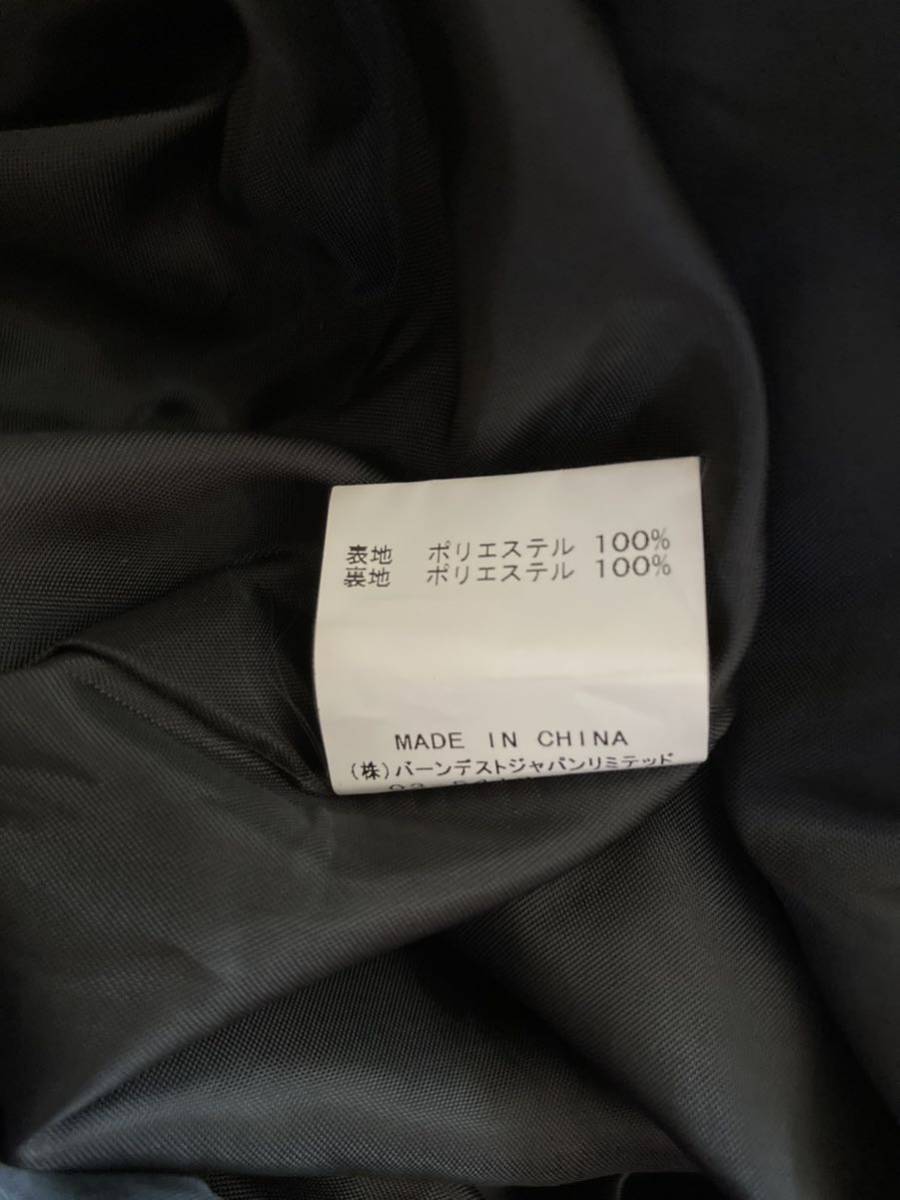 表地 ポリエステル 100%
裏地 ポリエステル 100%
MADE IN CHINA
(株)バーンデストジャパンリミテッド